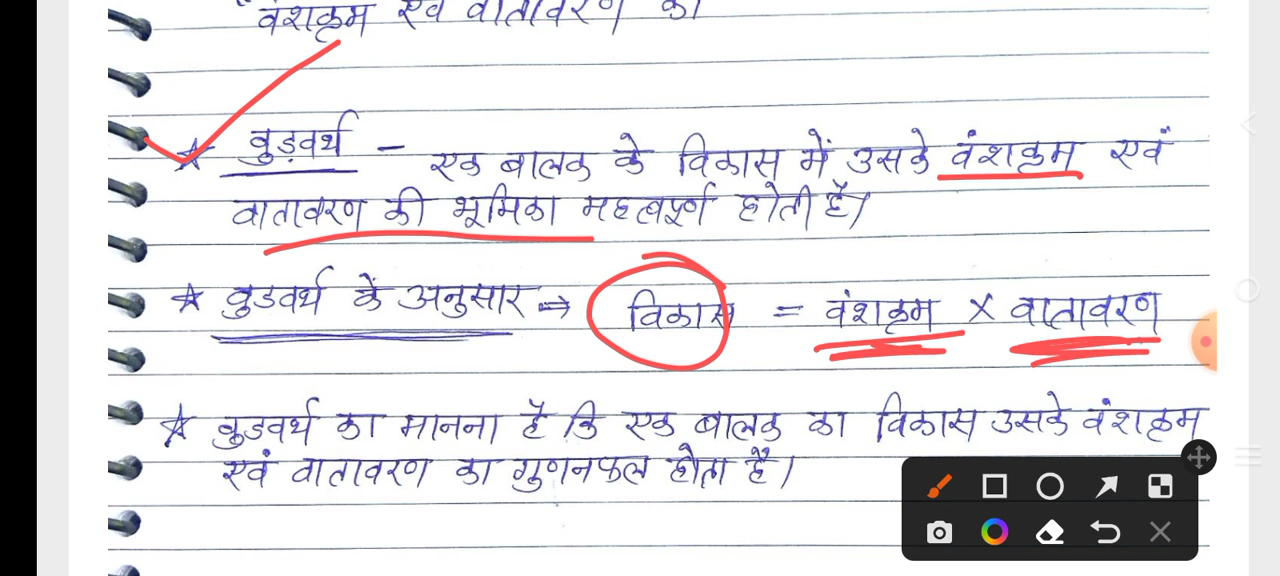 वंशक्रम एवं वातावरण का
★ वुडवर्थ - एक बालक के विकास में उसके वंशक्रम एवं
वातावरण की भूमिका महत्वपूर्ण होती है।
★ वुडवर्थ के अनुसार ⇒ विकास = वंशक्रम × वातावरण
★ वुडवर्थ का मानना है कि एक बालक का विकास उसके वंशक्रम
एवं वातावरण का गुणनफल होता है।